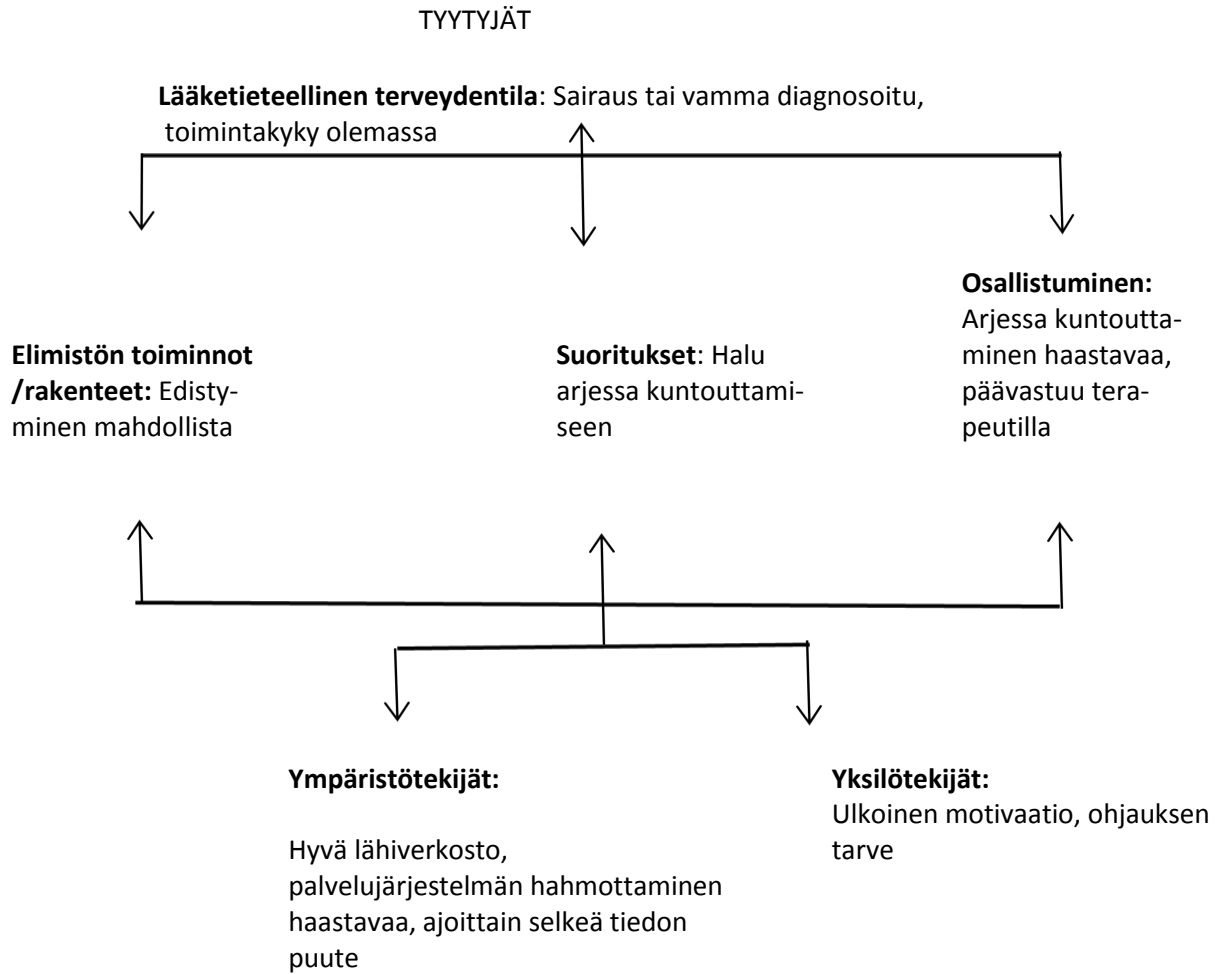 TYYTYJÄT
Lääketieteellinen terveydentila: Sairaus tai vamma diagnosoitu,
toimintakyky olemassa
Elimistön toiminnot
/rakenteet: Edisty-
minen mahdollista
Suoritukset: Halu
arjessa kuntouttami-
seen
Osallistuminen:
Arjessa kuntoutta-
minen haastavaa,
päävastuu tera-
peutilla
Ympäristötekijät:
Hyvä lähiverkosto,
palvelujärjestelmän hahmottaminen
haastavaa, ajoittain selkeä tiedon
puute
Yksilötekijät:
Ulkoinen motivaatio, ohjauksen
tarve